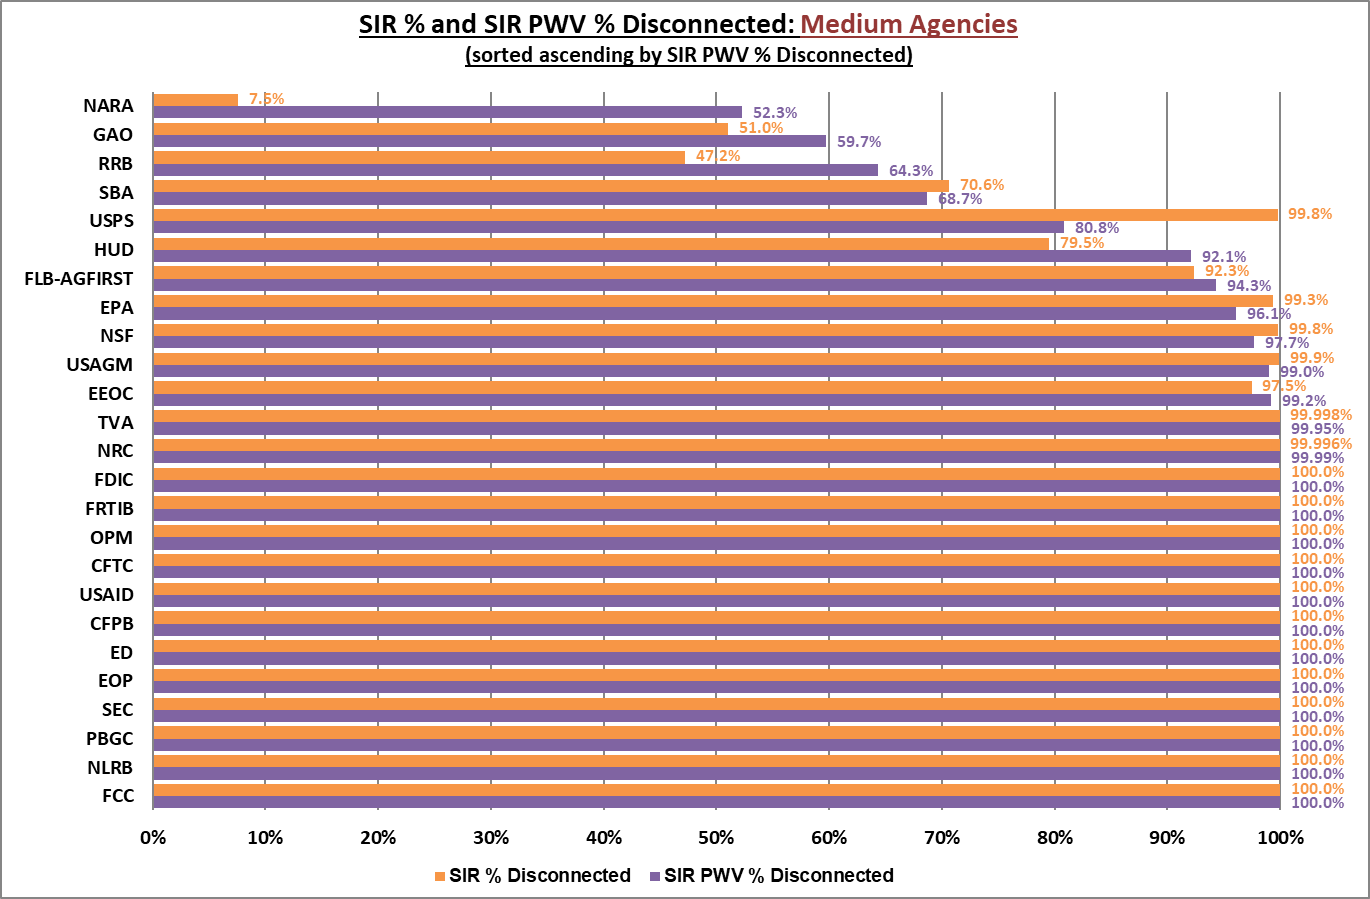 SIR % and SIR PWV % Disconnected: Medium Agencies
(sorted ascending by SIR PWV % Disconnected)
NARA 7.5% 52.3%
GAO 51.0% 59.7%
RRB 47.2% 64.3%
SBA 70.6% 68.7%
USPS 99.8% 80.8%
HUD 79.5% 92.1%
FLB-AGFIRST 92.3% 94.3%
EPA 99.3% 96.1%
NSF 99.8% 97.7%
USAGM 99.9% 99.0%
EEOC 97.5% 99.2%
TVA 99.998% 99.95%
NRC 99.996% 99.99%
FDIC 100.0% 100.0%
FRTIB 100.0% 100.0%
OPM 100.0% 100.0%
CFTC 100.0% 100.0%
USAID 100.0% 100.0%
CFPB 100.0% 100.0%
ED 100.0% 100.0%
EOP 100.0% 100.0%
SEC 100.0% 100.0%
PBGC 100.0% 100.0%
NLRB 100.0% 100.0%
FCC 100.0% 100.0%
0% 10% 20% 30% 40% 50% 60% 70% 80% 90% 100%
SIR % Disconnected SIR PWV % Disconnected